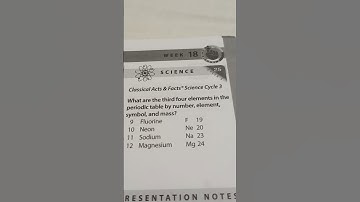 WEEK 18
SCIENCE
Classical Acts & Facts® Science Cycle 3
What are the third four elements in the
periodic table by number, element,
symbol, and mass?
9 Fluorine F 19
10 Neon Ne 20
11 Sodium Na 23
12 Magnesium Mg 24
RESENTATION NOTES